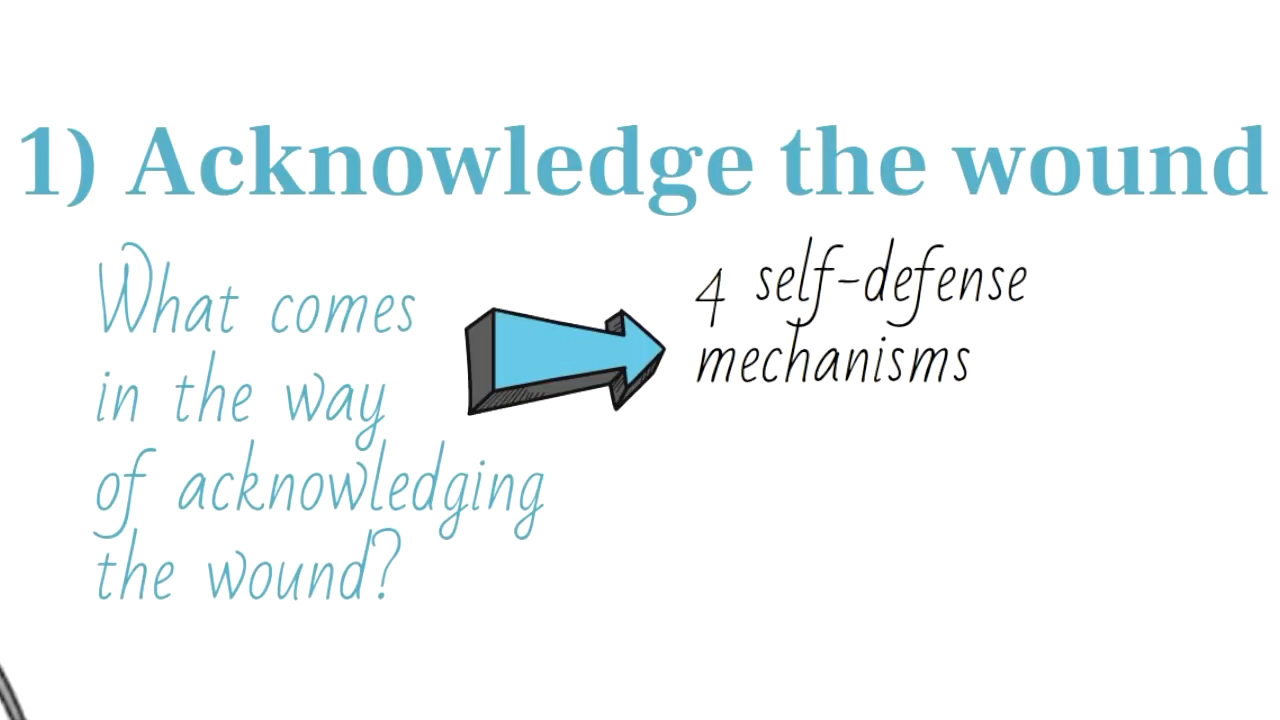 1) Acknowledge the wound
What comes
in the way
of acknowledging
the wound?
4 self-defense
mechanisms